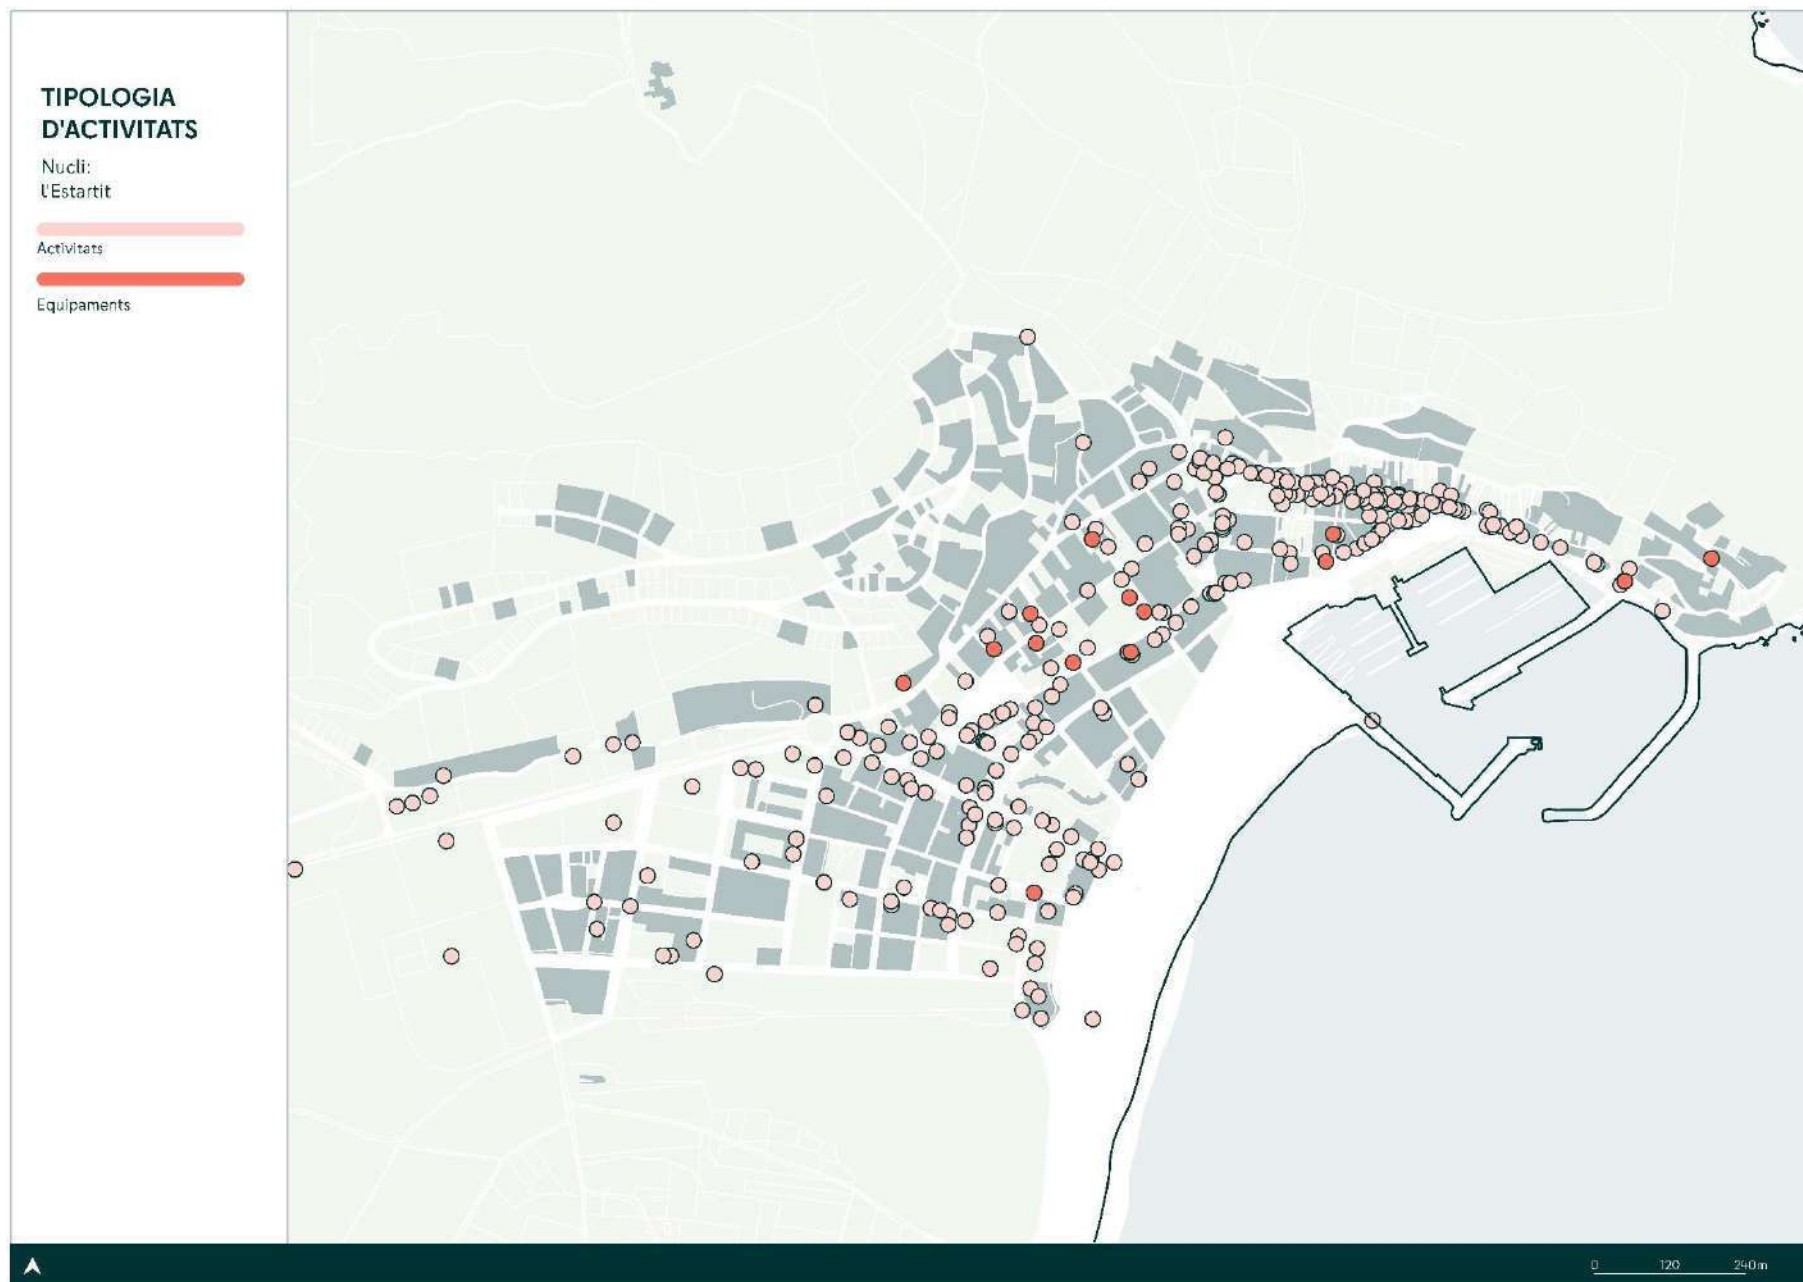 TIPOLOGIA
D'ACTIVITATS
Nucli:
l'Estartit
Activitats
Equipaments
0 120 240m